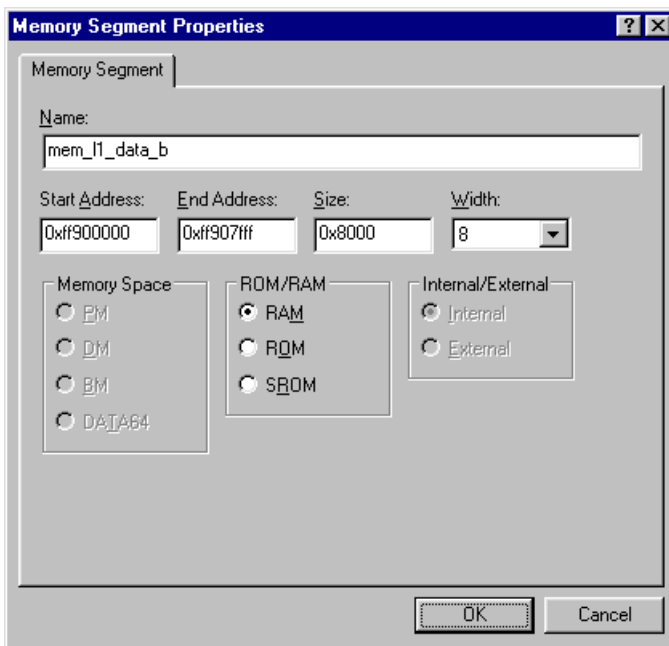 Memory Segment Properties
Memory Segment
Name:
mem_l1_data_b
Start Address: End Address: Size: Width:
0xff900000 0xff907fff 0x8000 8
Memory Space ROM/RAM Internal/External
PM RAM Internal
DM ROM External
BM SROM
DATA64
OK Cancel